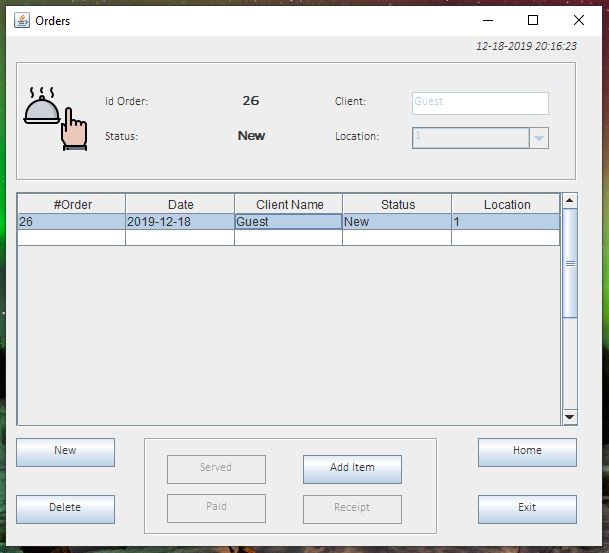 Orders
12-18-2019 20:16:23
Id Order: 26 Client: Guest
Status: New Location: 1
#Order Date Client Name Status Location
26 2019-12-18 Guest New 1
New Served Add Item Home
Delete Paid Receipt Exit